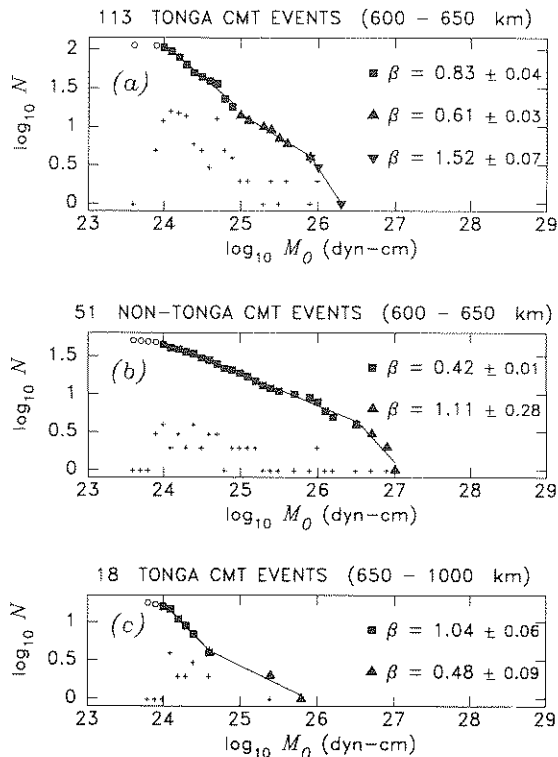 113 TONGA CMT EVENTS (600 - 650 km)
2
1.5
1
0.5
0
log10 N
(a)
β = 0.83 ± 0.04
β = 0.61 ± 0.03
β = 1.52 ± 0.07
23 24 25 26 27 28 29
log10 M0 (dyn-cm)
51 NON-TONGA CMT EVENTS (600 - 650 km)
1.5
1
0.5
0
log10 N
(b)
β = 0.42 ± 0.01
β = 1.11 ± 0.28
23 24 25 26 27 28 29
log10 M0 (dyn-cm)
18 TONGA CMT EVENTS (650 - 1000 km)
1
0.5
0
log10 N
(c)
β = 1.04 ± 0.06
β = 0.48 ± 0.09
23 24 25 26 27 28 29
log10 M0 (dyn-cm)